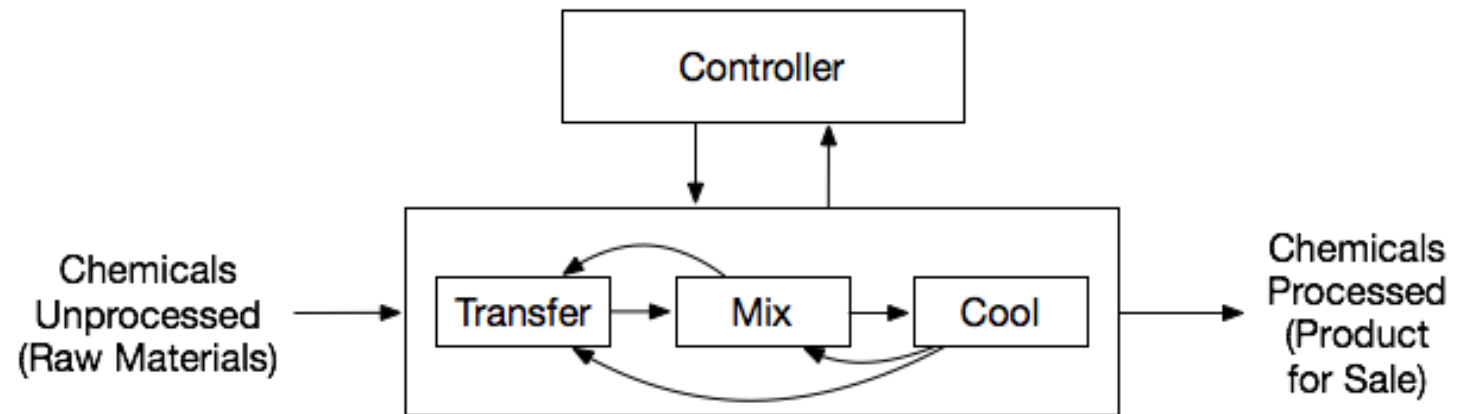 Controller
Chemicals
Unprocessed
(Raw Materials)
Transfer
Mix
Cool
Chemicals
Processed
(Product
for Sale)